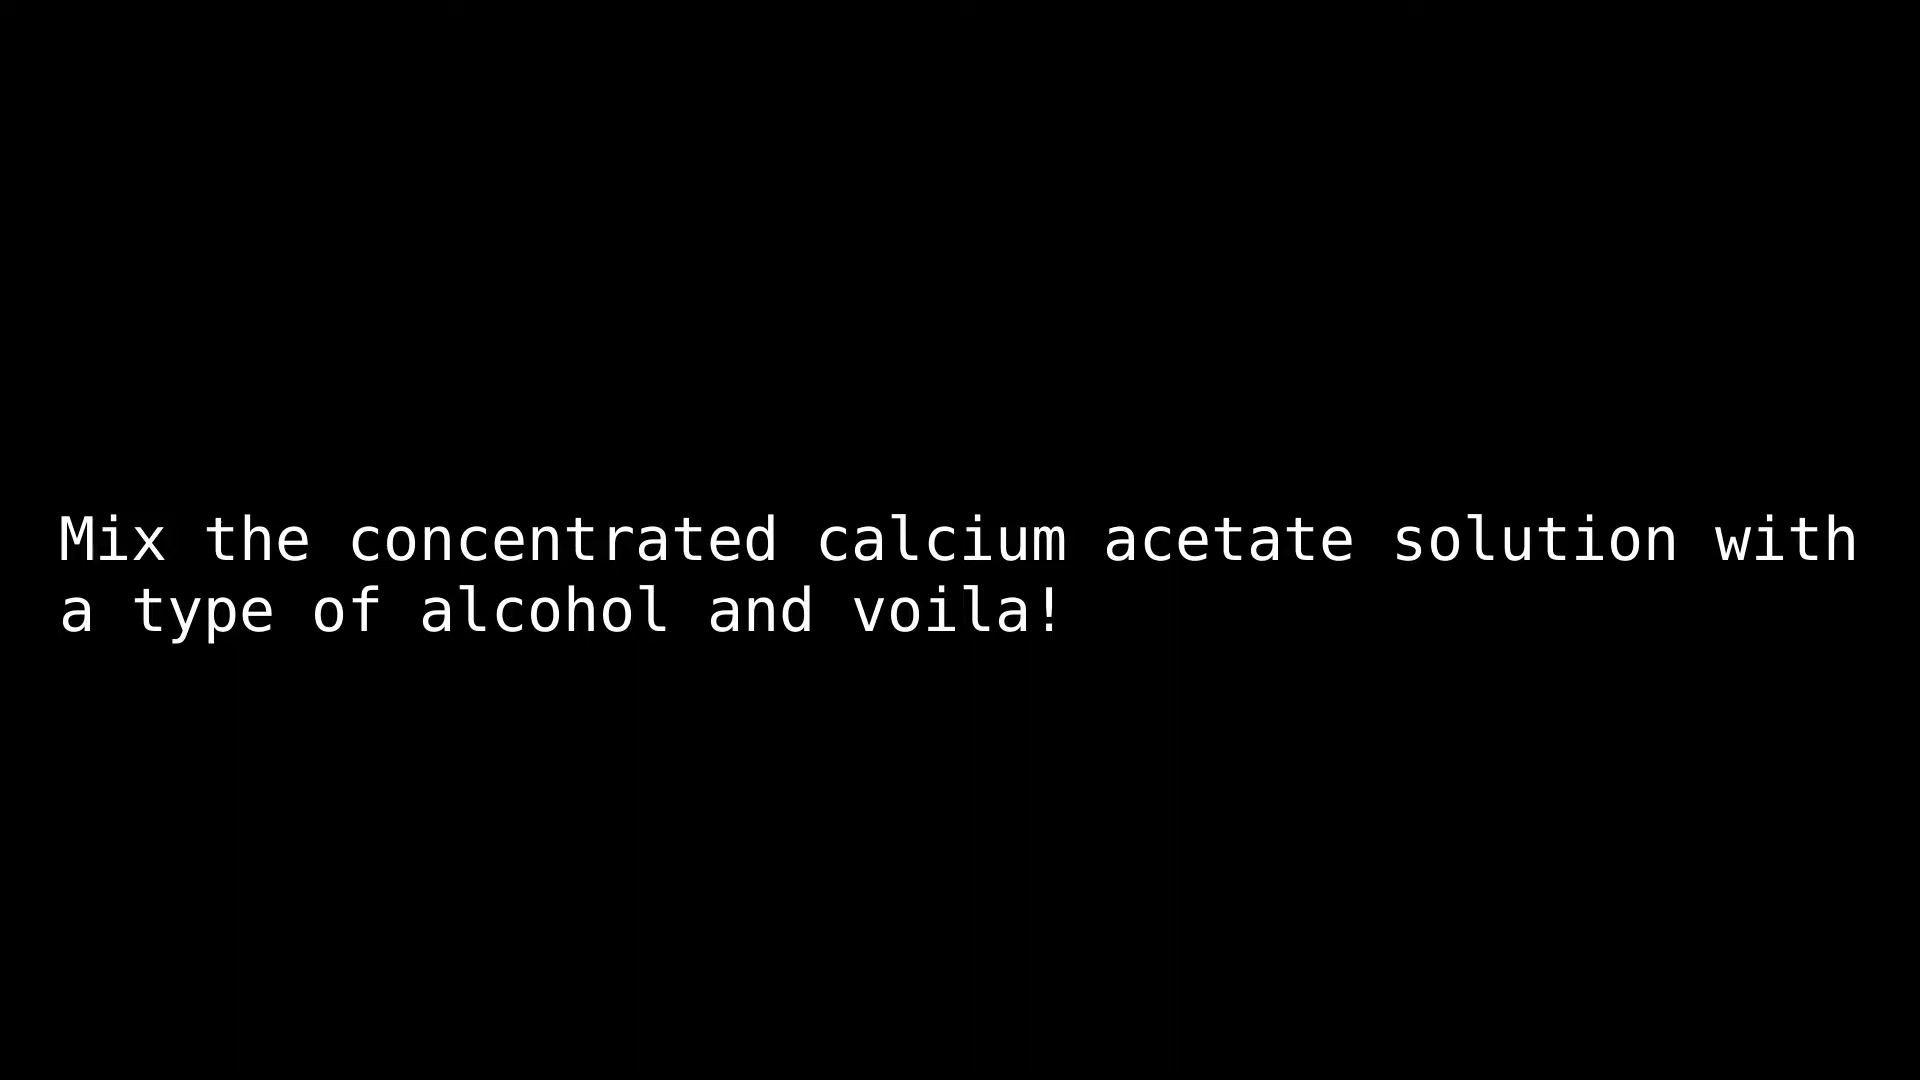 Mix the concentrated calcium acetate solution with
a type of alcohol and voila!